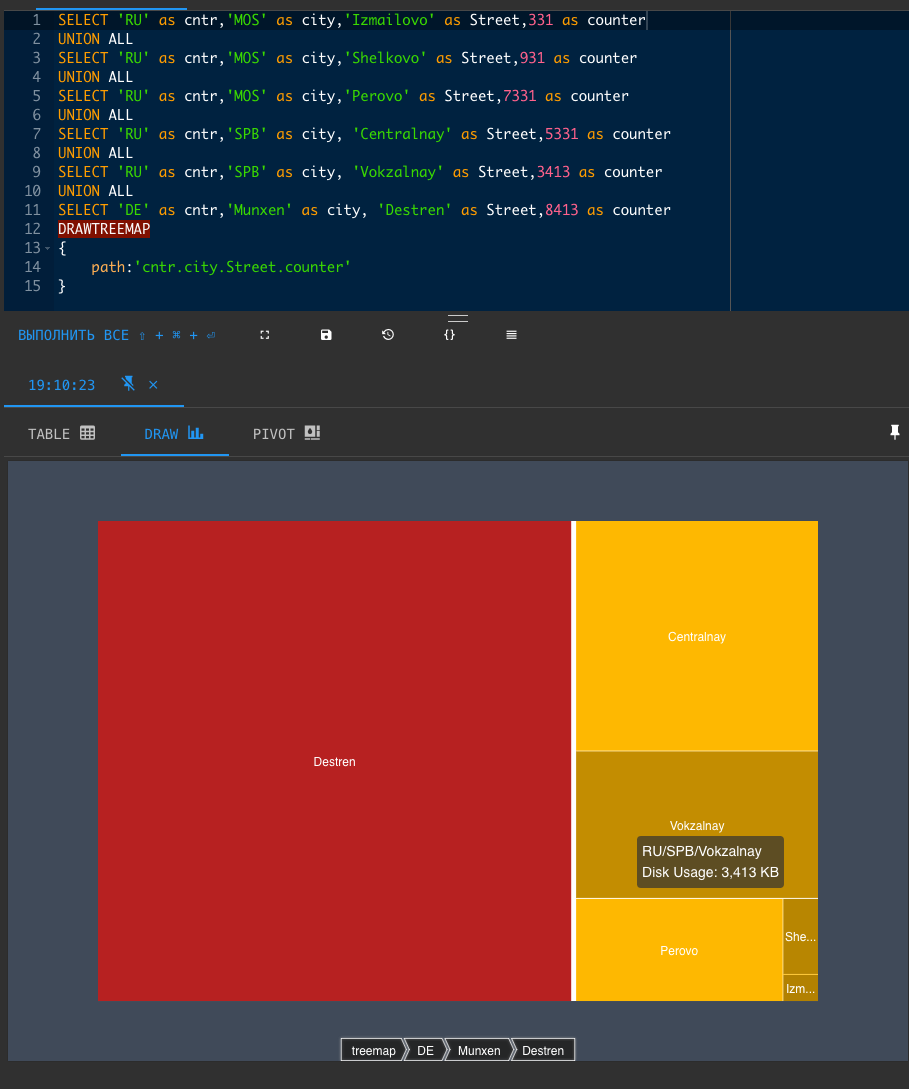 1 SELECT 'RU' as cntr,'MOS' as city,'Izmailovo' as Street,331 as counter
2 UNION ALL
3 SELECT 'RU' as cntr,'MOS' as city,'Shelkovo' as Street,931 as counter
4 UNION ALL
5 SELECT 'RU' as cntr,'MOS' as city,'Perovo' as Street,7331 as counter
6 UNION ALL
7 SELECT 'RU' as cntr,'SPB' as city, 'Centralnay' as Street,5331 as counter
8 UNION ALL
9 SELECT 'RU' as cntr,'SPB' as city, 'Vokzalnay' as Street,3413 as counter
10 UNION ALL
11 SELECT 'DE' as cntr,'Munxen' as city, 'Destren' as Street,8413 as counter
12 DRAWTREEMAP
13 {
14 path:'cntr.city.Street.counter'
15 }
ВЫПОЛНИТЬ ВСЕ ⇧ + ⌘ + ⏎ {}
19:10:23 ×
TABLE DRAW PIVOT
Centralnay
Destren
Vokzalnay
RU/SPB/Vokzalnay
Disk Usage: 3,413 KB
She...
Perovo
Izm...
treemap DE Munxen Destren